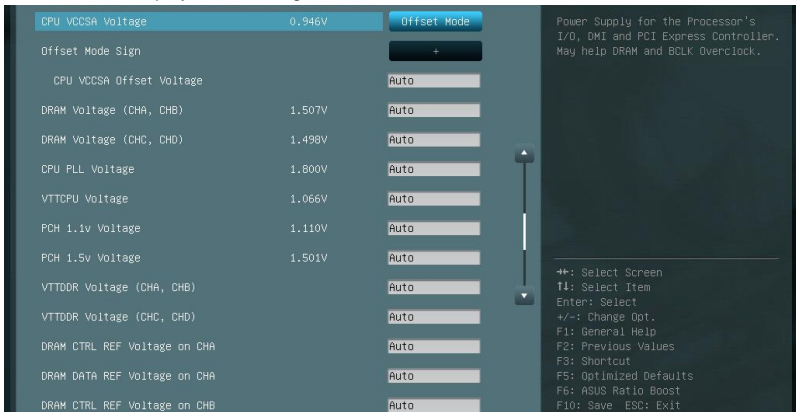 CPU VCCSA Voltage 0.946V Offset Mode
Offset Mode Sign +
CPU VCCSA Offset Voltage Auto
DRAM Voltage (CHA, CHB) 1.507V Auto
DRAM Voltage (CHC, CHD) 1.498V Auto
CPU PLL Voltage 1.800V Auto
VTTCPU Voltage 1.066V Auto
PCH 1.1v Voltage 1.110V Auto
PCH 1.5v Voltage 1.501V Auto
VTTDDR Voltage (CHA, CHB) Auto
VTTDDR Voltage (CHC, CHD) Auto
DRAM CTRL REF Voltage on CHA Auto
DRAM DATA REF Voltage on CHA Auto
DRAM CTRL REF Voltage on CHB Auto
Power Supply for the Processor's
I/O, DMI and PCI Express Controller.
May help DRAM and BCLK Overclock.
→←: Select Screen
↑↓: Select Item
Enter: Select
+/-: Change Opt.
F1: General Help
F2: Previous Values
F3: Shortcut
F5: Optimized Defaults
F6: ASUS Ratio Boost
F10: Save ESC: Exit